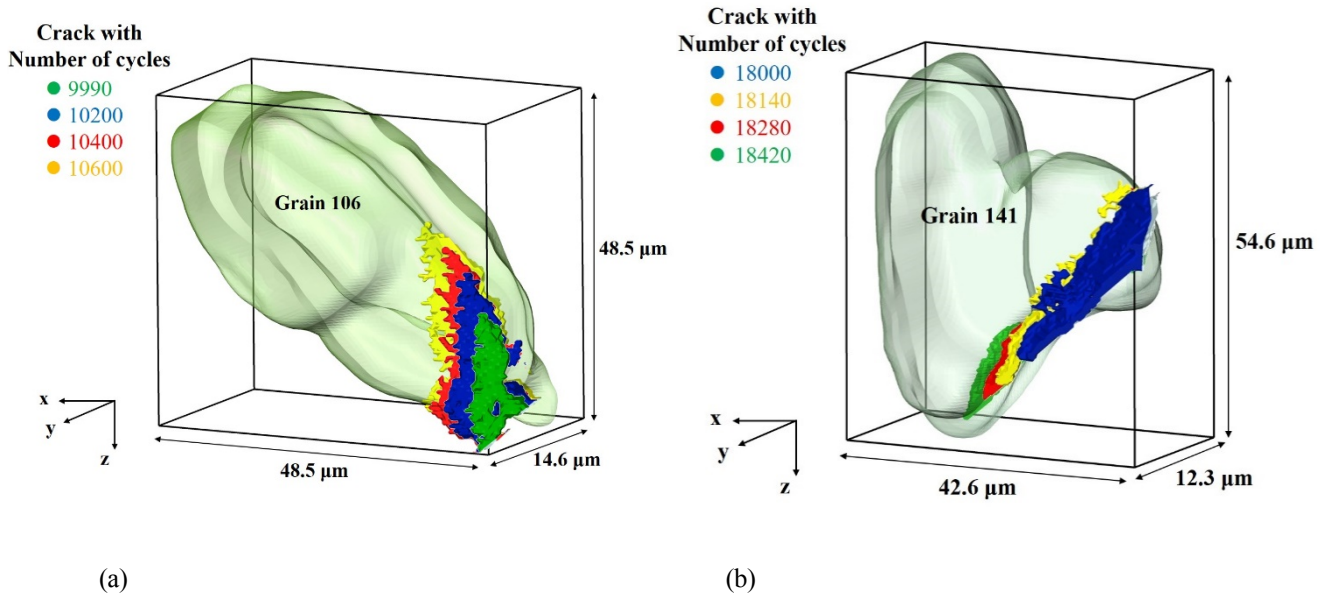 Crack with
Number of cycles
9990
10200
10400
10600
Grain 106
48.5 μm
x
y
z
48.5 μm
14.6 μm
(a)
Crack with
Number of cycles
18000
18140
18280
18420
Grain 141
54.6 μm
x
y
z
42.6 μm
12.3 μm
(b)